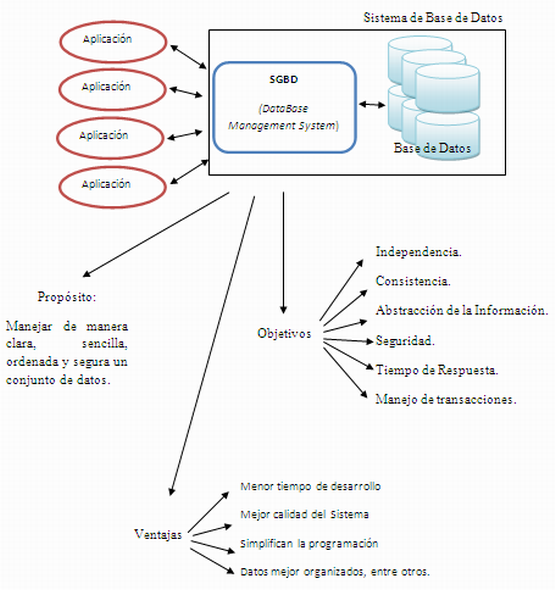 Sistema de Base de Datos
Aplicación
Aplicación
Aplicación
Aplicación
SGBD
(DataBase
Management System)
Base de Datos
Propósito:
Manejar de manera
clara, sencilla,
ordenada y segura un
conjunto de datos.
Objetivos
Independencia.
Consistencia.
Abstracción de la Información.
Seguridad.
Tiempo de Respuesta.
Manejo de transacciones.
Ventajas
Menor tiempo de desarrollo
Mejor calidad del Sistema
Simplifican la programación
Datos mejor organizados, entre otros.